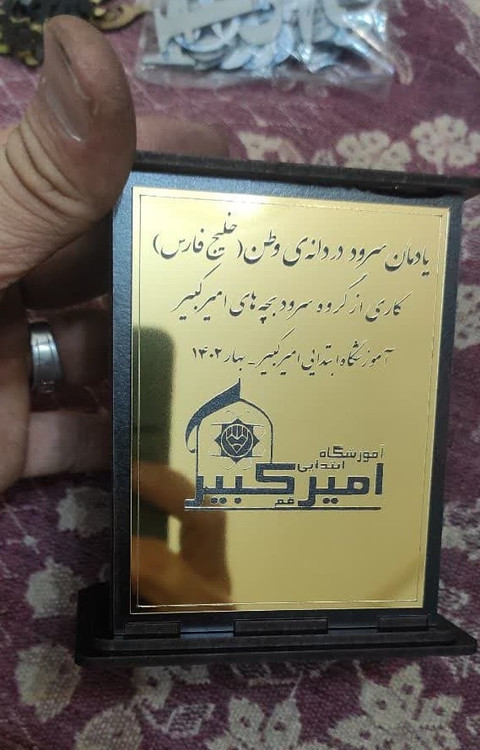 یادمان سرود دردانه‌ی وطن (خلیج فارس)
کاری از گروه سرود بچه‌های امیرکبیر
آموزشگاه ابتدایی امیرکبیر - بهار ۱۴۰۲
آموزشگاه
ابتدایی
امیرکبیر
قم